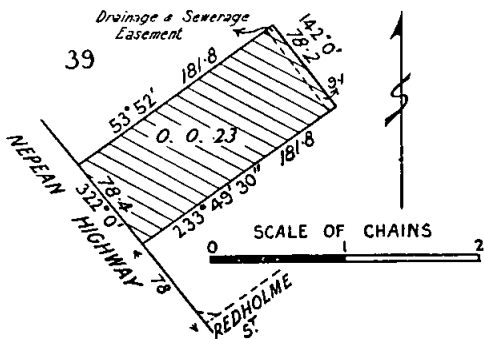 Drainage & Sewerage
Easement
142°0'
78·2
39
181·8
53°52'
9·1
0. 0. 23
181·8
NEPEAN HIGHWAY
78·4
322°0'
233°49'30"
78
REDHOLME
ST.
SCALE OF CHAINS
0 1 2